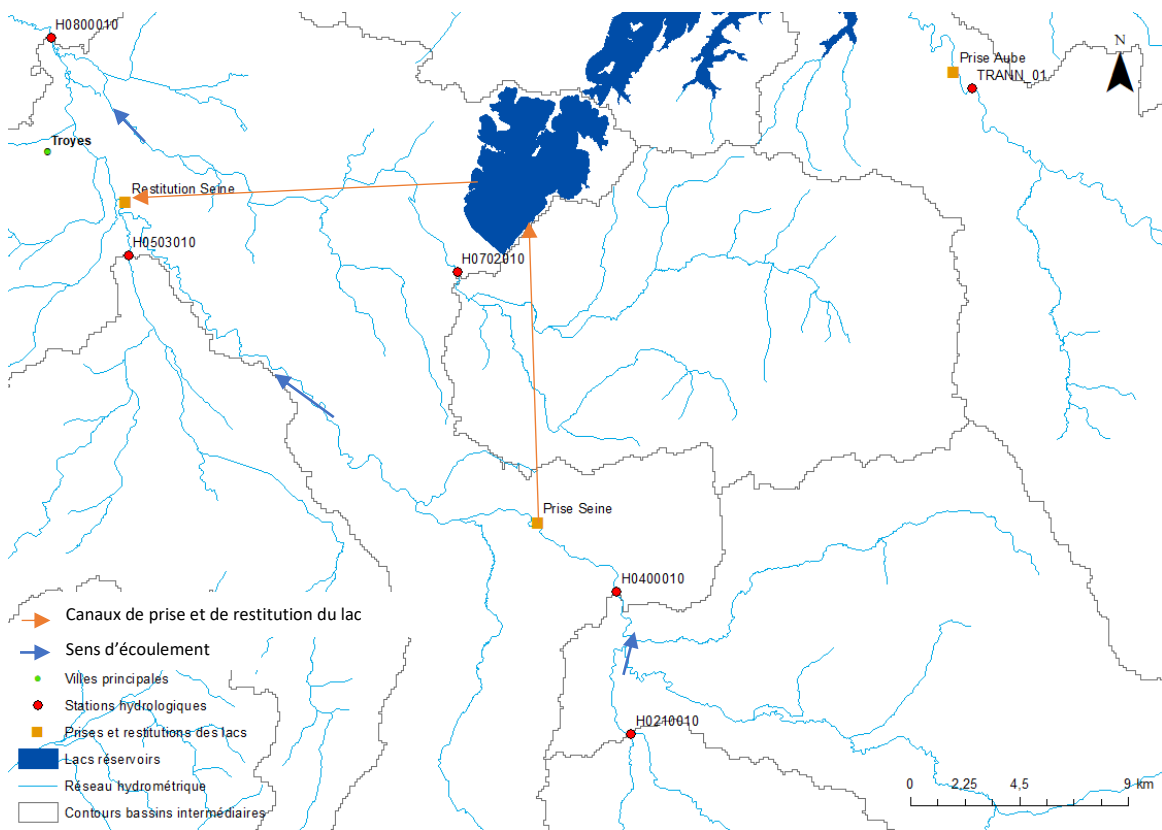 H0800010
N
Prise Aube
TRANN_01
Troyes
Restitution Seine
H0503010
H0702010
Prise Seine
H0400010
H0210010
Canaux de prise et de restitution du lac
Sens d'écoulement
Villes principales
Stations hydrologiques
Prises et restitutions des lacs
Lacs réservoirs
Réseau hydrométrique
Contours bassins intermédiaires
0 2,25 4,5 9 km